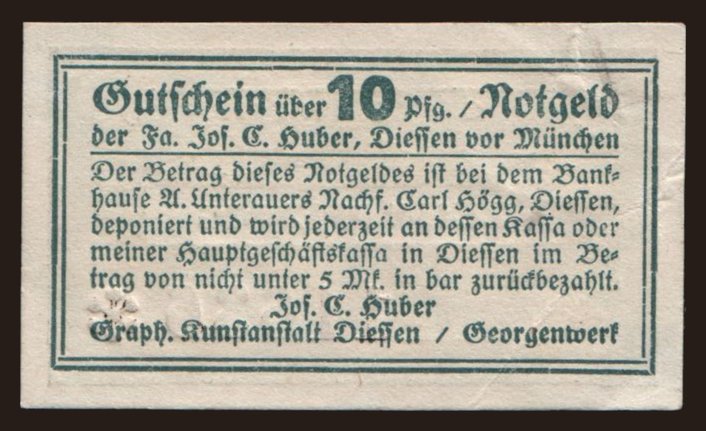 Gutschein über 10 Pfg. / Notgeld
der Fa. Jos. C. Huber, Diessen vor München
Der Betrag dieses Notgeldes ist bei dem Bank-
hause A. Unterauers Nachf. Carl Högg, Diessen,
deponiert und wird jederzeit an dessen Kassa oder
meiner Hauptgeschäftskassa in Diessen im Be-
trag von nicht unter 5 Mk. in bar zurückbezahlt.
Jos. C. Huber
Graph. Kunstanstalt Diessen / Georgenwerk